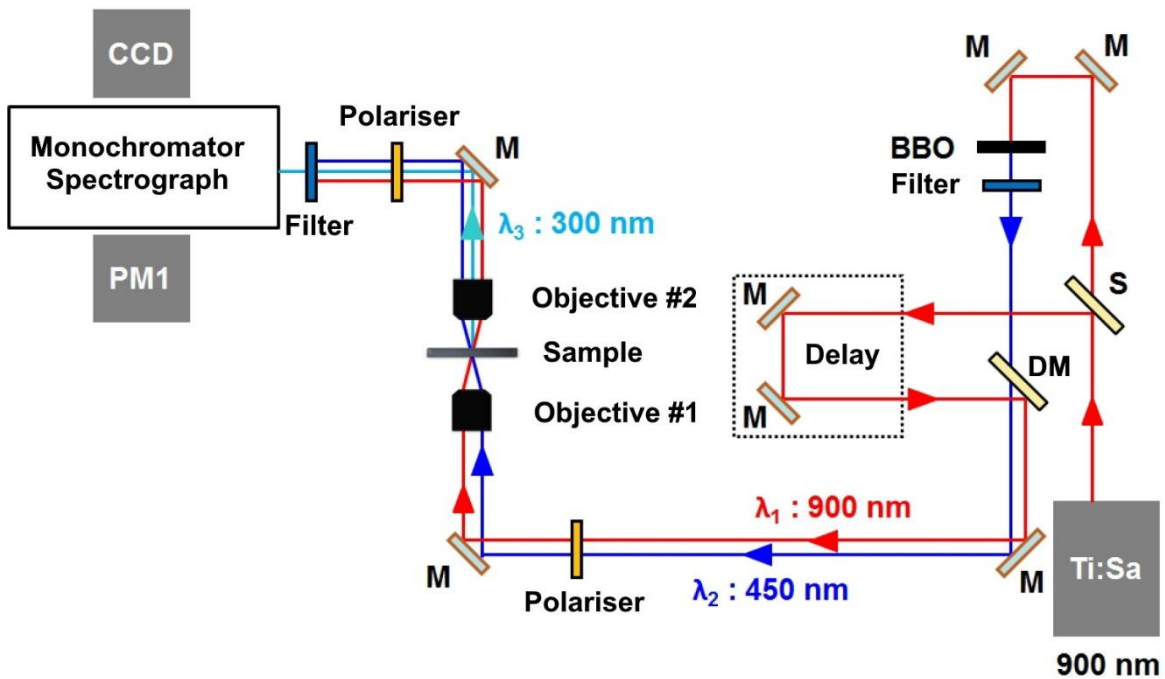 CCD
Monochromator
Spectrograph
PM1
Filter
Polariser
M
λ₃ : 300 nm
Objective #2
Sample
Objective #1
M
Polariser
λ₁ : 900 nm
λ₂ : 450 nm
M
M
BBO
Filter
S
M
Delay
M
DM
M
Ti:Sa
900 nm